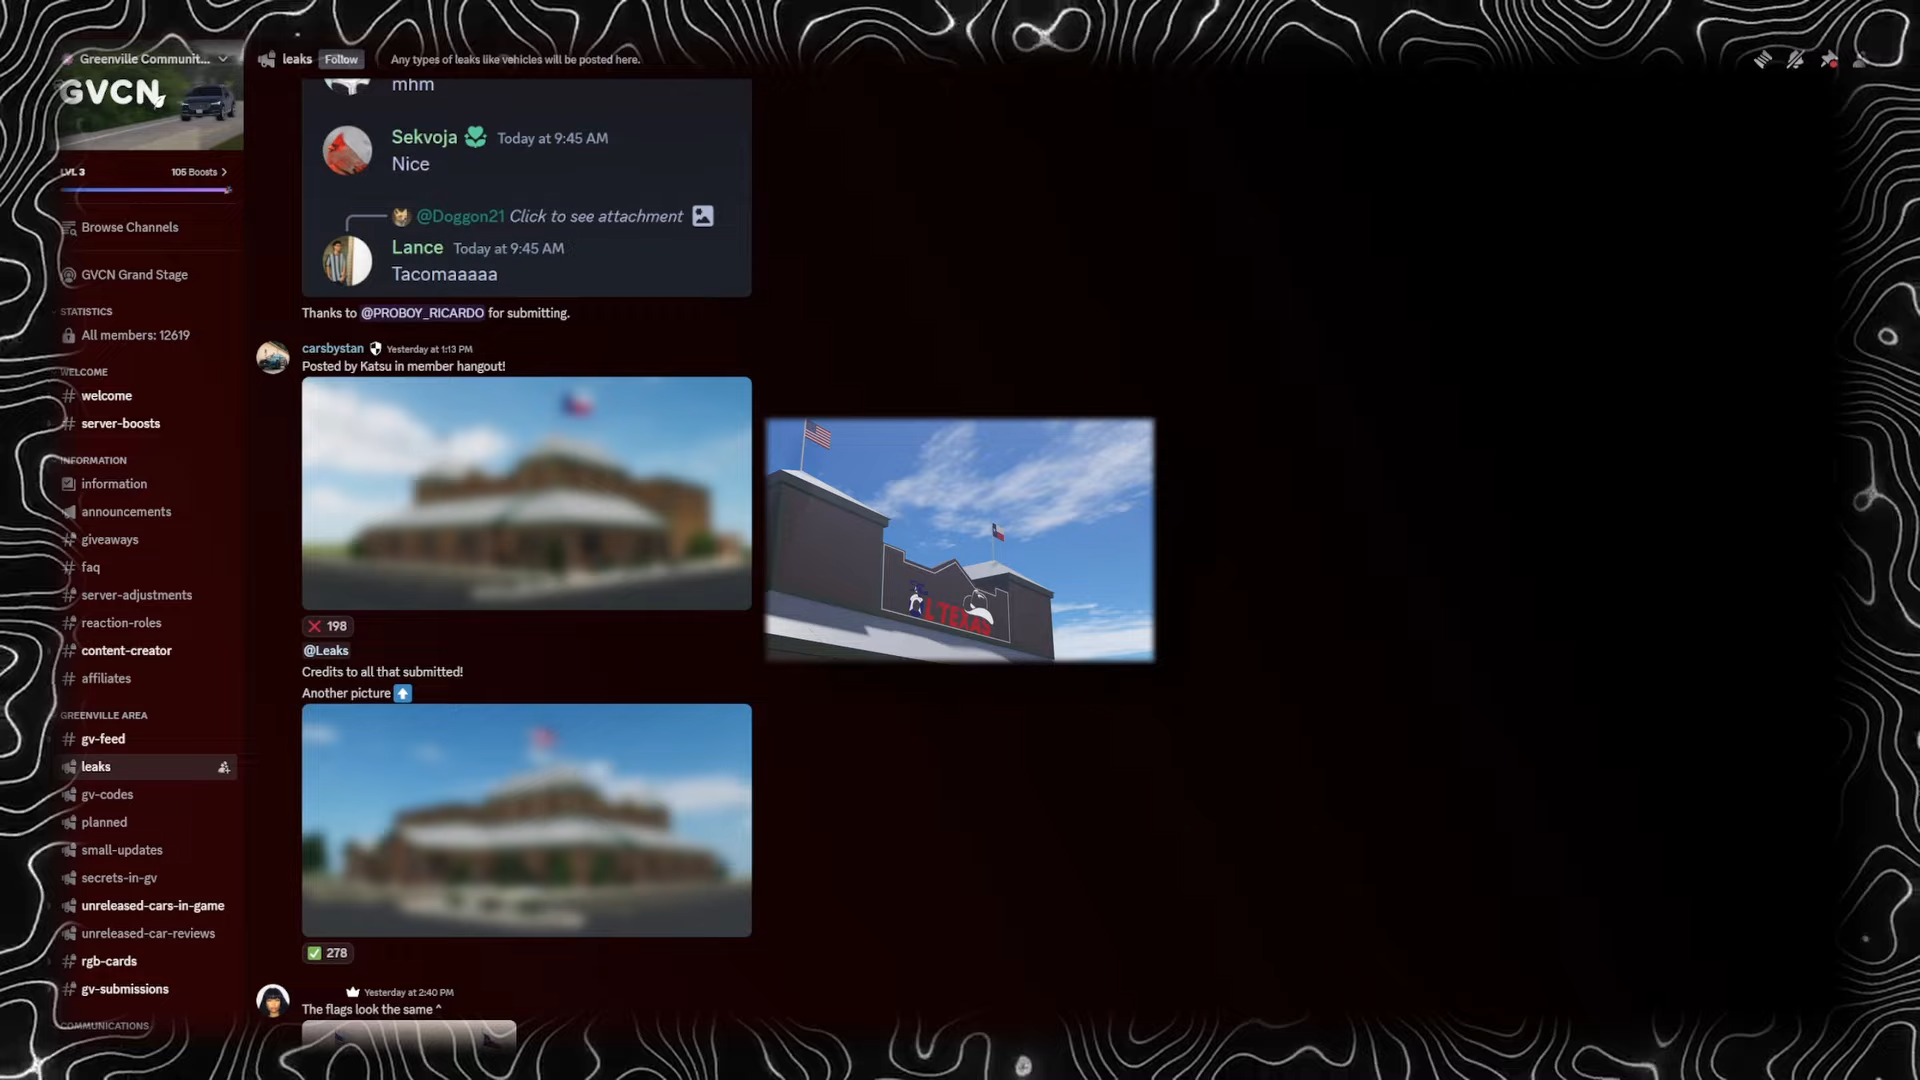 Greenville Communit...
GVCN
LVL 3
105 Boosts
Browse Channels
GVCN Grand Stage
STATISTICS
All members: 12619
WELCOME
welcome
server-boosts
INFORMATION
information
announcements
giveaways
faq
server-adjustments
reaction-roles
content-creator
affiliates
GREENVILLE AREA
gv-feed
leaks
gv-codes
planned
small-updates
secrets-in-gv
unreleased-cars-in-game
unreleased-car-reviews
rgb-cards
gv-submissions
COMMUNICATIONS
leaks Follow Any types of leaks like vehicles will be posted here.
mhm
Sekvoja Today at 9:45 AM
Nice
@Doggon21 Click to see attachment
Lance Today at 9:45 AM
Tacomaaaaa
Thanks to @PROBOY_RICARDO for submitting.
carsbystan Yesterday at 1:13 PM
Posted by Katsu in member hangout!
198
@Leaks
Credits to all that submitted!
Another picture
278
Yesterday at 2:40 PM
The flags look the same ^
L TEXAS